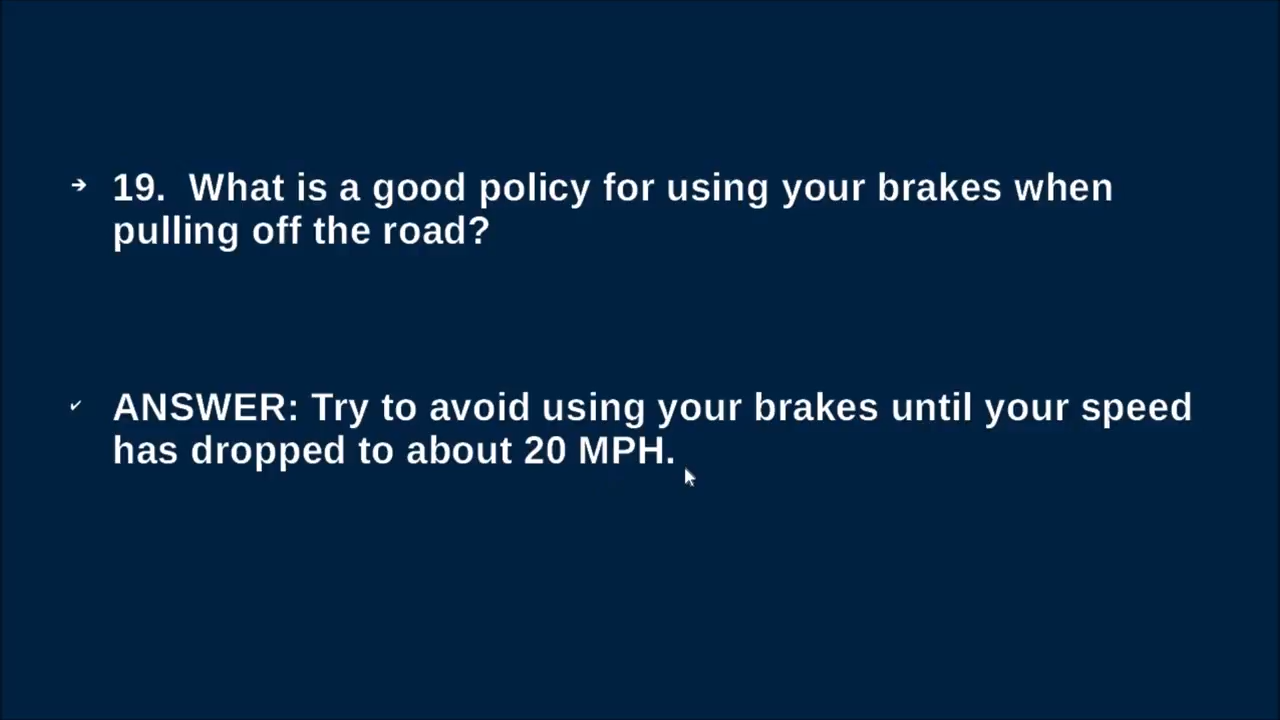 ➔ 19.  What is a good policy for using your brakes when
pulling off the road?
✓ ANSWER: Try to avoid using your brakes until your speed
has dropped to about 20 MPH.